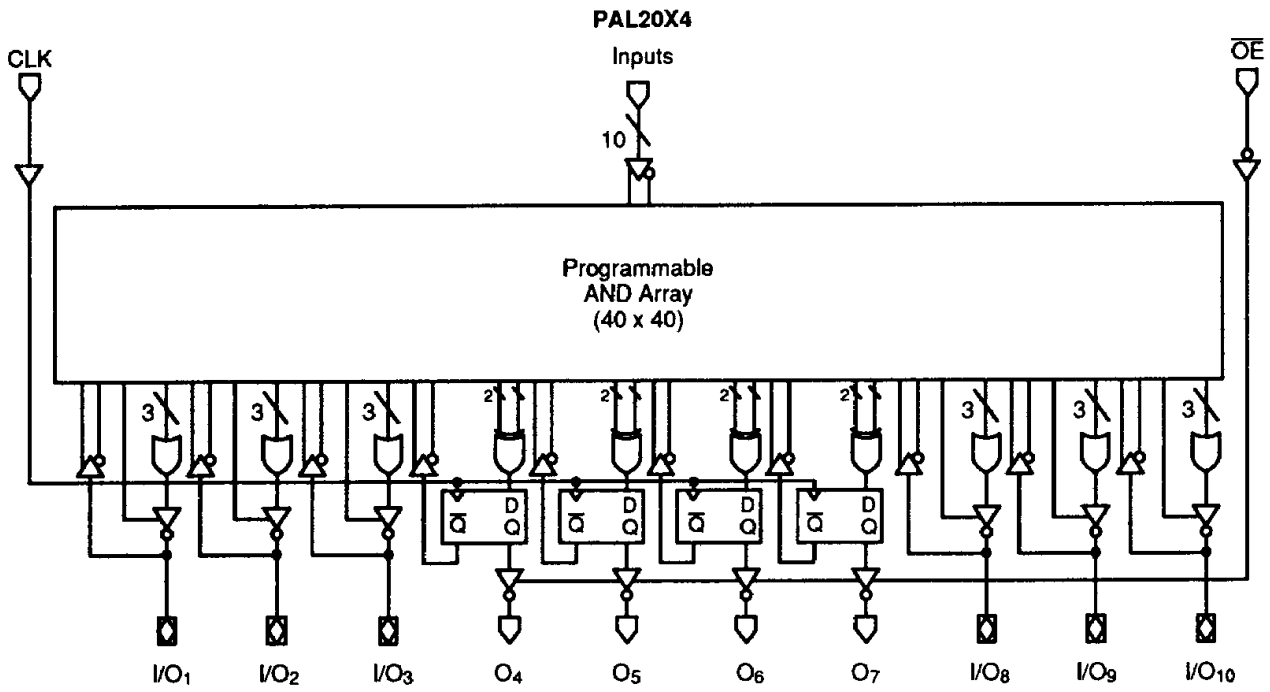 PAL20X4
CLK
Inputs
OE
10
Programmable
AND Array
(40 x 40)
3 3 3 2 2 2 2 3 3 3
D D D D
Q Q Q Q Q Q Q Q
I/O1 I/O2 I/O3 O4 O5 O6 O7 I/O8 I/O9 I/O10